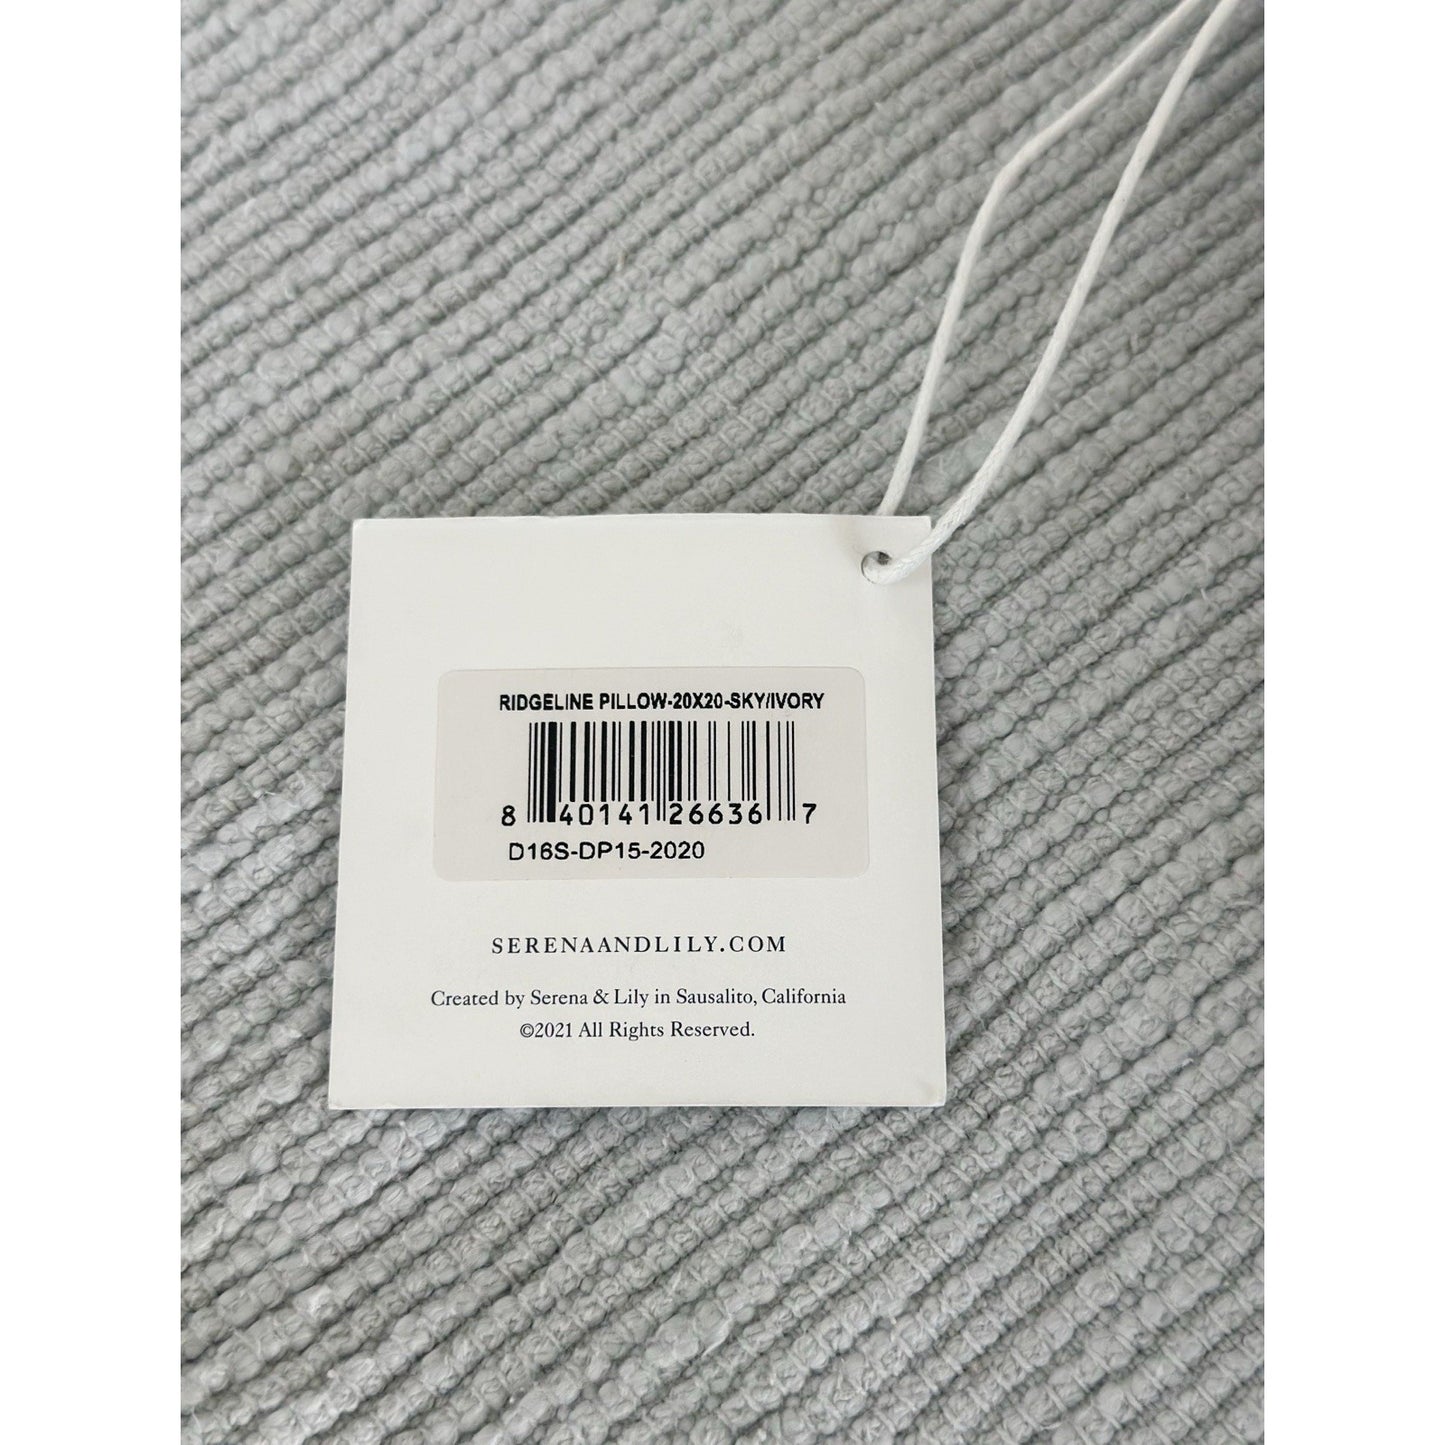 RIDGELINE PILLOW-20X20-SKY/IVORY
8 40141 26636 7
D16S-DP15-2020
SERENAANDLILY.COM
Created by Serena & Lily in Sausalito, California
©2021 All Rights Reserved.